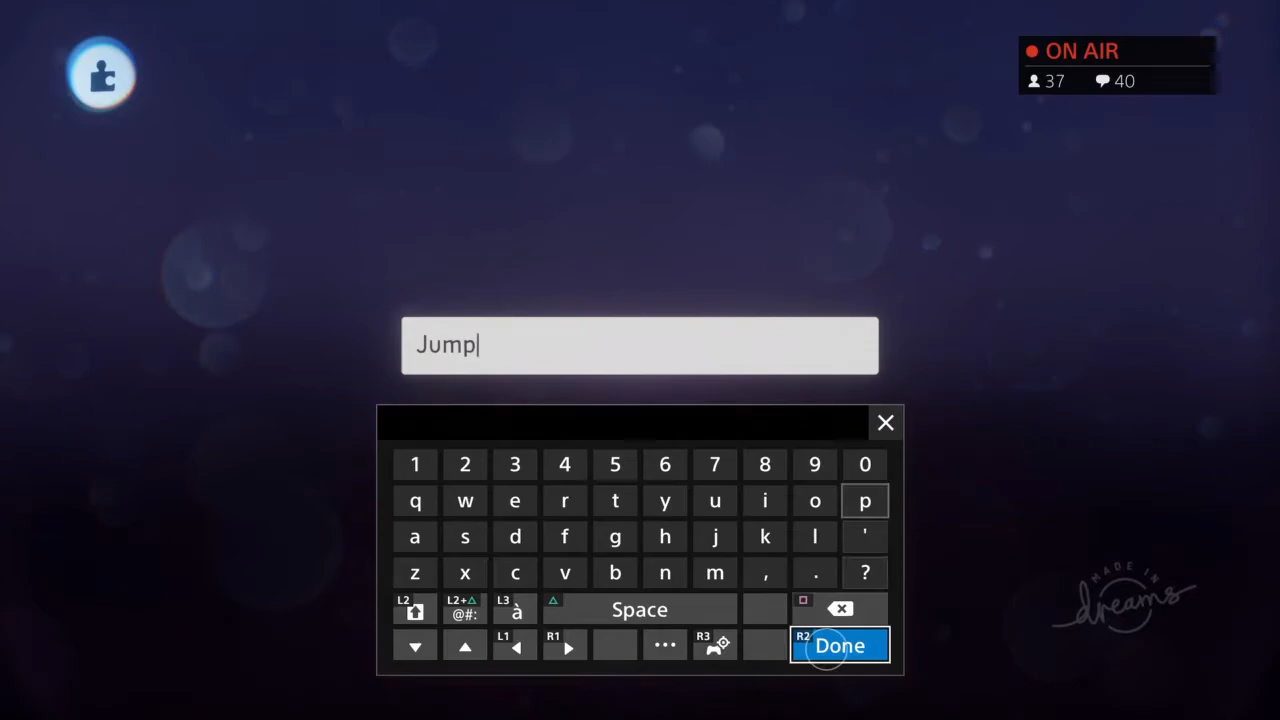 ON AIR
37 40
Jump
1 2 3 4 5 6 7 8 9 0
q w e r t y u i o p
a s d f g h j k l '
z x c v b n m , . ?
L2 L2+△ @#: L3 à △ Space
L1 R1 ... R3 R2 Done
MADE IN
dreams